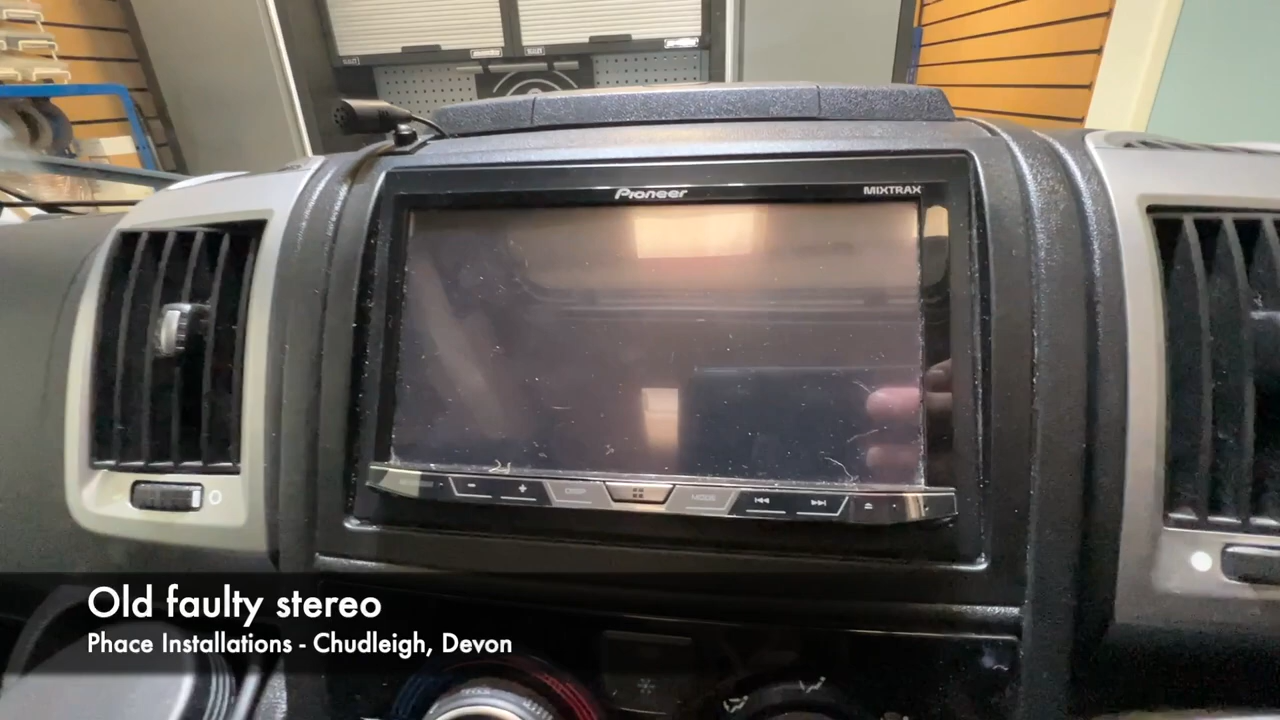 Pioneer
MIXTRAX
- + DISP MODE
Old faulty stereo
Phace Installations - Chudleigh, Devon